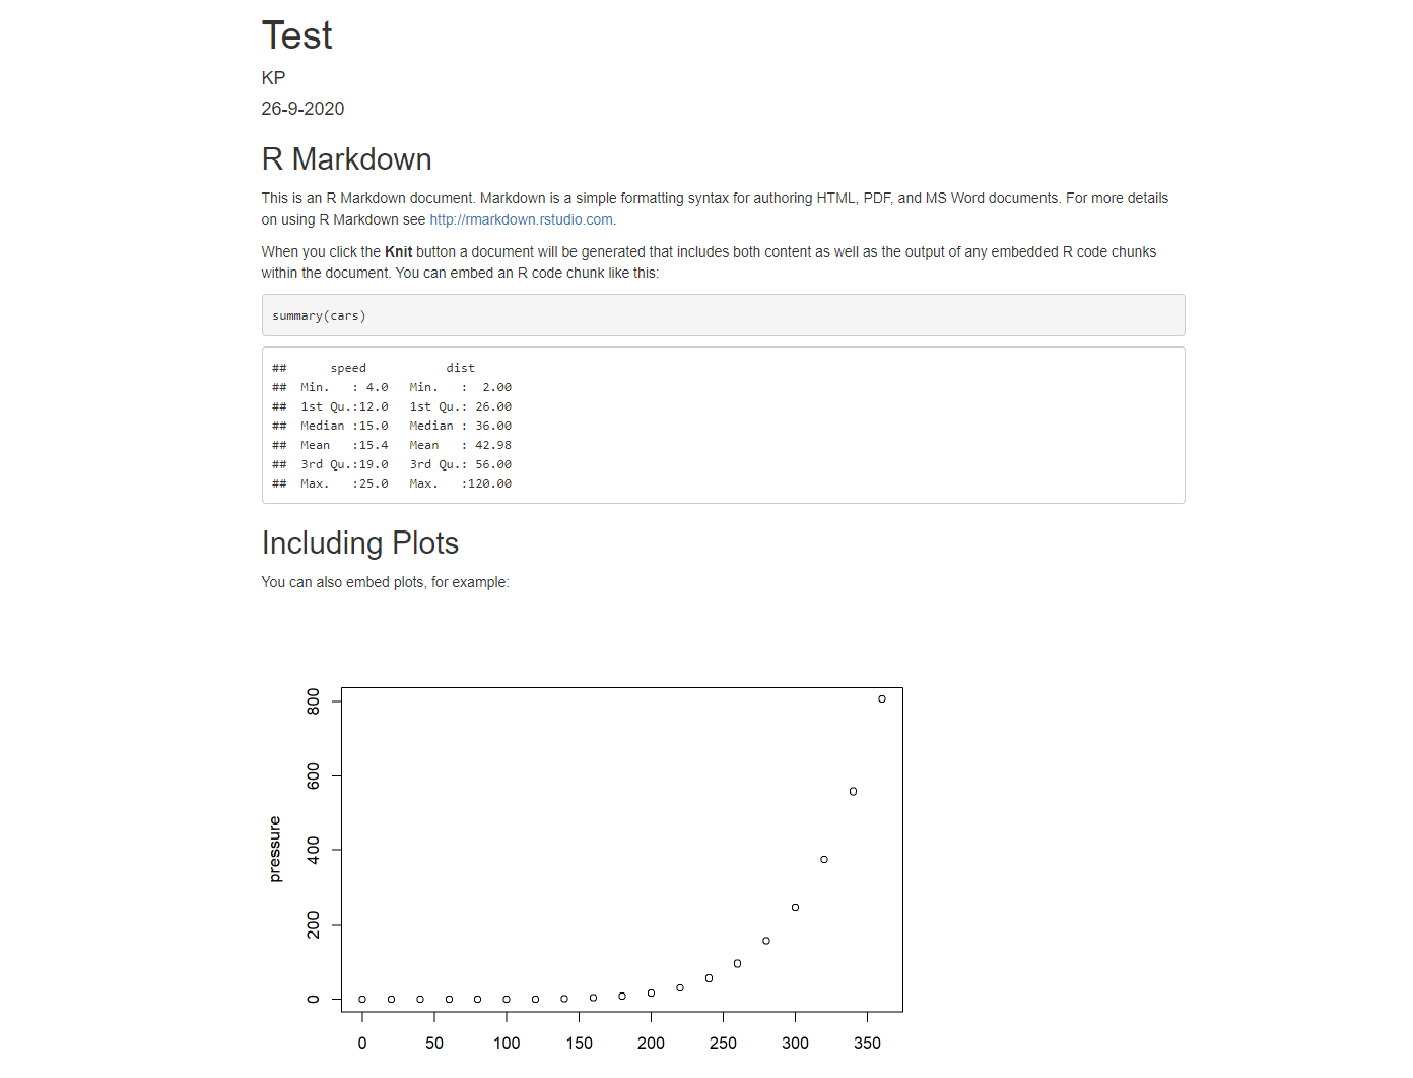 Test
KP
26-9-2020
R Markdown
This is an R Markdown document. Markdown is a simple formatting syntax for authoring HTML, PDF, and MS Word documents. For more details
on using R Markdown see http://rmarkdown.rstudio.com.
When you click the Knit button a document will be generated that includes both content as well as the output of any embedded R code chunks
within the document. You can embed an R code chunk like this:
summary(cars)
##      speed           dist
##  Min.   : 4.0   Min.   :  2.00
##  1st Qu.:12.0   1st Qu.: 26.00
##  Median :15.0   Median : 36.00
##  Mean   :15.4   Mean   : 42.98
##  3rd Qu.:19.0   3rd Qu.: 56.00
##  Max.   :25.0   Max.   :120.00
Including Plots
You can also embed plots, for example:
800
600
400
200
0
pressure
0 50 100 150 200 250 300 350